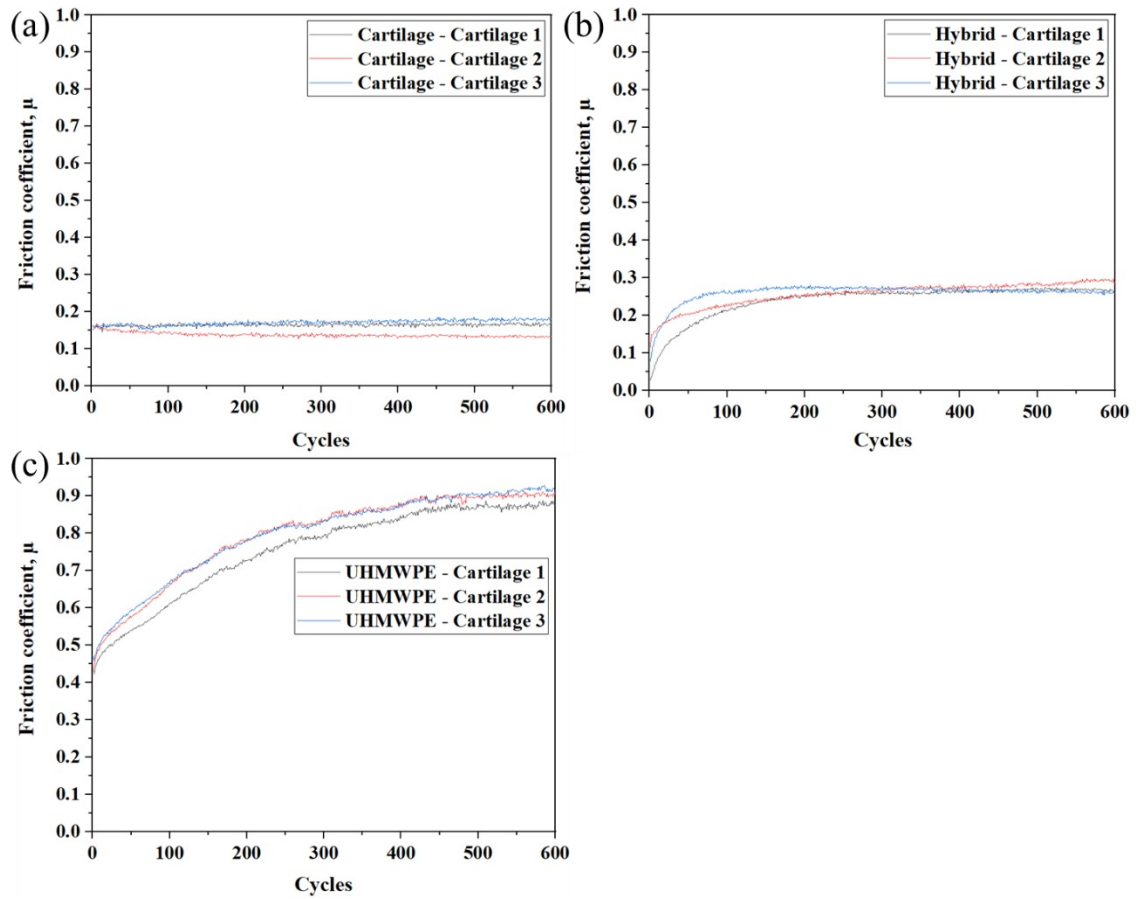 (a)
Cartilage - Cartilage 1
Cartilage - Cartilage 2
Cartilage - Cartilage 3
Friction coefficient, μ
1.0
0.9
0.8
0.7
0.6
0.5
0.4
0.3
0.2
0.1
0.0
0 100 200 300 400 500 600
Cycles
(b)
Hybrid - Cartilage 1
Hybrid - Cartilage 2
Hybrid - Cartilage 3
Friction coefficient, μ
1.0
0.9
0.8
0.7
0.6
0.5
0.4
0.3
0.2
0.1
0.0
0 100 200 300 400 500 600
Cycles
(c)
UHMWPE - Cartilage 1
UHMWPE - Cartilage 2
UHMWPE - Cartilage 3
Friction coefficient, μ
1.0
0.9
0.8
0.7
0.6
0.5
0.4
0.3
0.2
0.1
0.0
0 100 200 300 400 500 600
Cycles